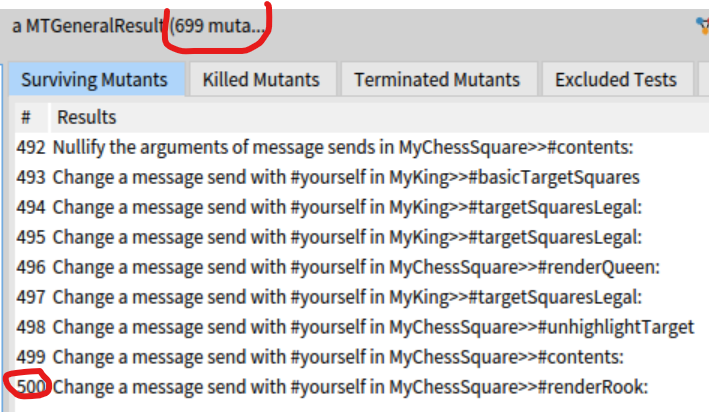 a MTGeneralResult (699 muta...
Surviving Mutants Killed Mutants Terminated Mutants Excluded Tests
# Results
492 Nullify the arguments of message sends in MyChessSquare>>#contents:
493 Change a message send with #yourself in MyKing>>#basicTargetSquares
494 Change a message send with #yourself in MyKing>>#targetSquaresLegal:
495 Change a message send with #yourself in MyKing>>#targetSquaresLegal:
496 Change a message send with #yourself in MyChessSquare>>#renderQueen:
497 Change a message send with #yourself in MyKing>>#targetSquaresLegal:
498 Change a message send with #yourself in MyChessSquare>>#unhighlightTarget
499 Change a message send with #yourself in MyChessSquare>>#contents:
500 Change a message send with #yourself in MyChessSquare>>#renderRook: